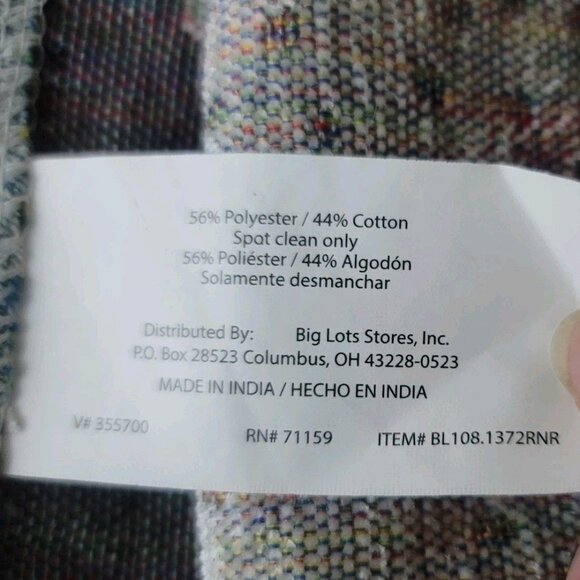 56% Polyester / 44% Cotton
Spot clean only
56% Poliéster / 44% Algodón
Solamente desmanchar
Distributed By: Big Lots Stores, Inc.
P.O. Box 28523 Columbus, OH 43228-0523
MADE IN INDIA / HECHO EN INDIA
V# 355700 RN# 71159 ITEM# BL108.1372RNR